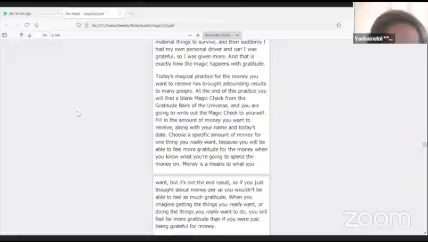 material things to survive, and then suddenly I
had my own personal driver and car! I was
grateful, so I was given more. And that is
exactly how the magic happens with gratitude.
Today's magical practice for the money you
want to receive has brought astounding results
to many people. At the end of this practice you
will find a blank Magic Check from the
Gratitude Bank of the Universe, and you are
going to write out the Magic Check to yourself.
Fill in the amount of money you want to
receive, along with your name and today's
date. Choose a specific amount of money for
one thing you really want, because you will be
able to feel more gratitude for the money when
you know what you're going to spend the
money on. Money is a means to what you
want, but it's not the end result, so if you just
thought about money per se you wouldn't be
able to feel as much gratitude. When you
imagine getting the things you really want, or
doing the things you really want to do, you will
feel far more gratitude than if you were just
being grateful for money.
zoom